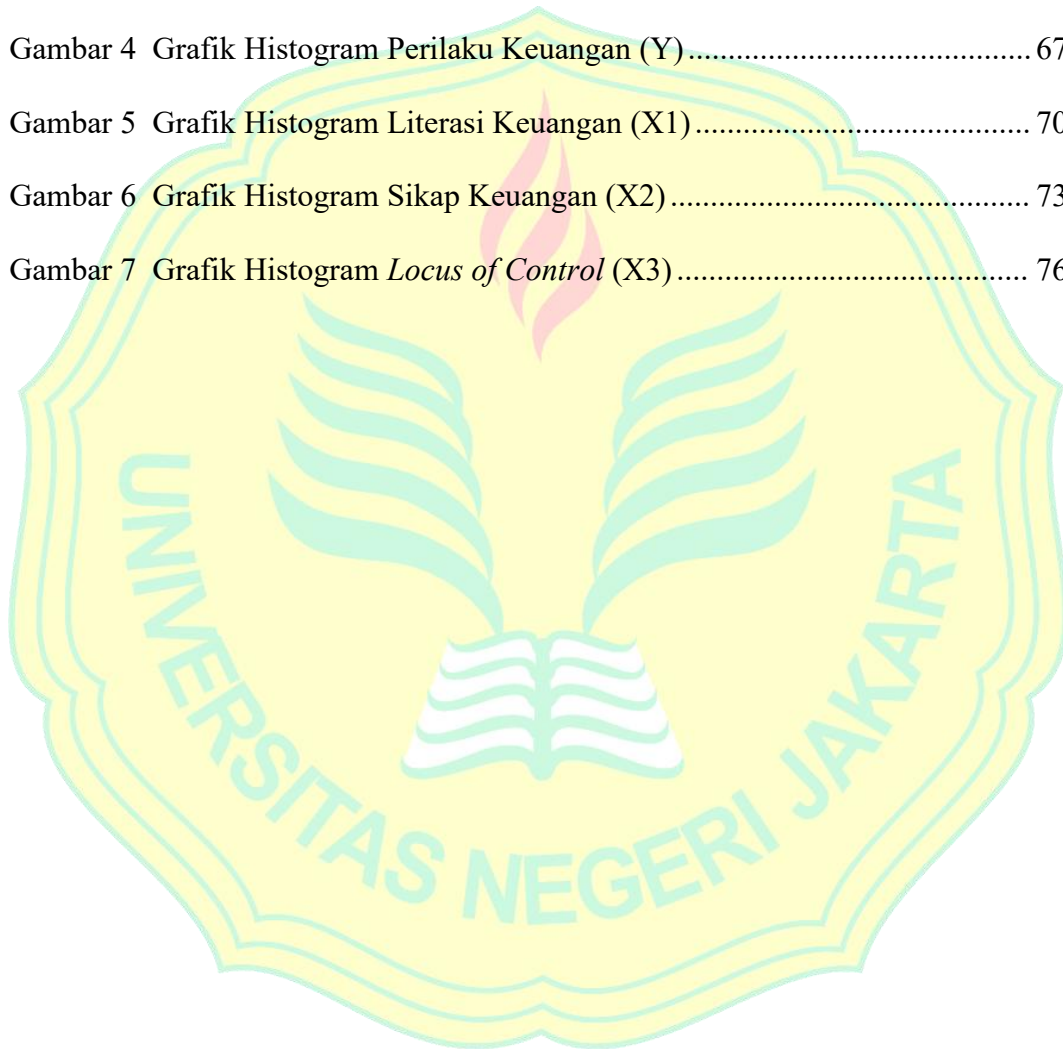 Gambar 4 Grafik Histogram Perilaku Keuangan (Y) ........................................ 67
Gambar 5 Grafik Histogram Literasi Keuangan (X1) ........................................ 70
Gambar 6 Grafik Histogram Sikap Keuangan (X2) ........................................... 73
Gambar 7 Grafik Histogram Locus of Control (X3) .......................................... 76
UNIVERSITAS NEGERI JAKARTA